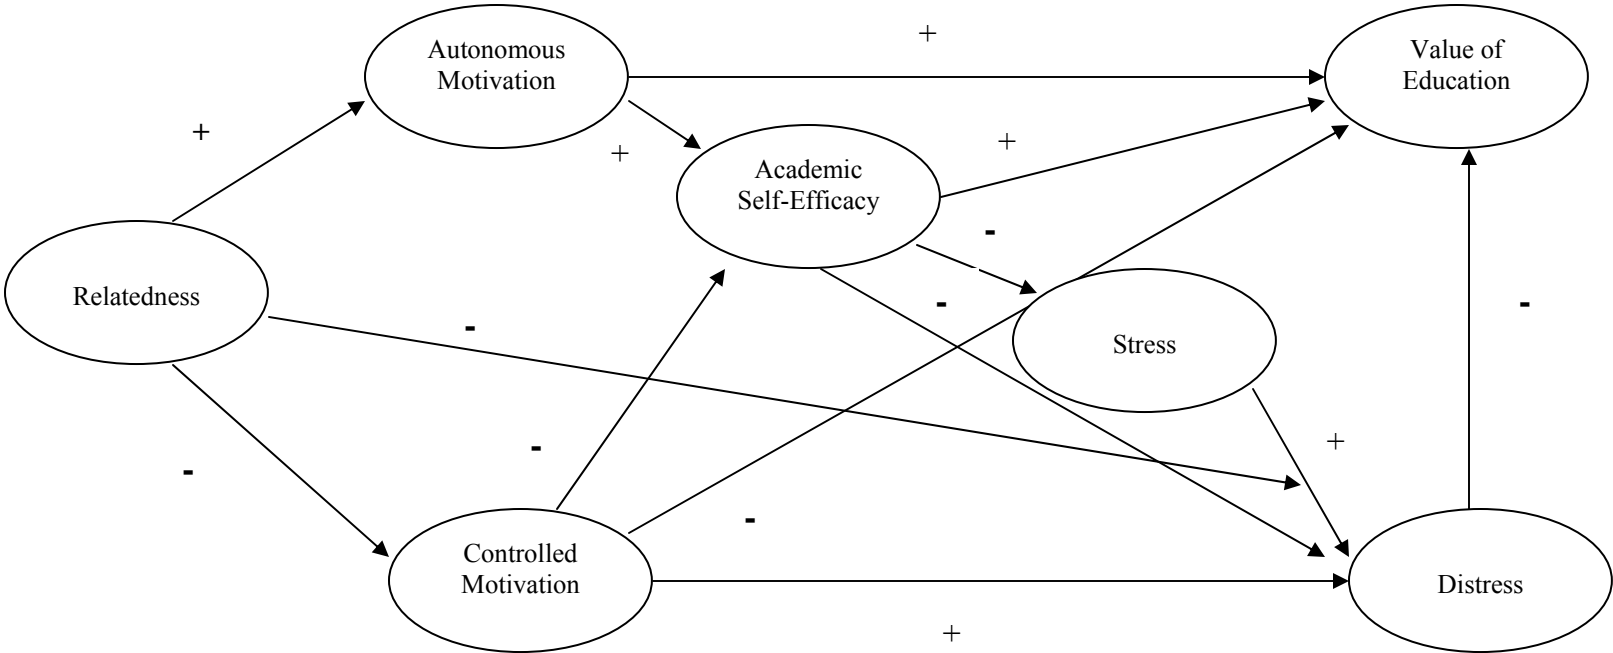 Autonomous
Motivation
+
Value of
Education
+
+
+
Academic
Self-Efficacy
-
Relatedness
-
-
-
Stress
-
-
+
-
Controlled
Motivation
Distress
+